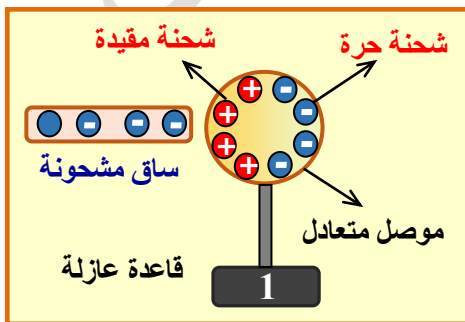 شحنة مقيدة
شحنة حرة
+ - + - + - + -
- - -
ساق مشحونة
موصل متعادل
قاعدة عازلة
1